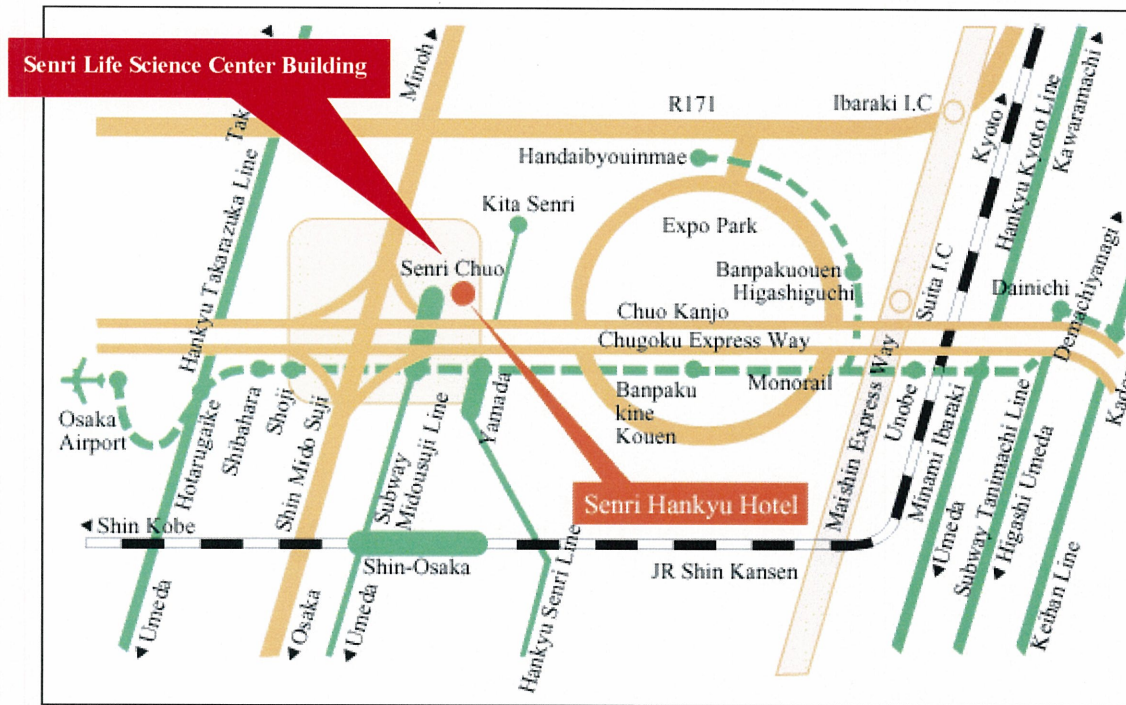 Senri Life Science Center Building
Tak
Minoh
R171
Ibaraki I.C
Kyoto
Hankyu Kyoto Line
Kawaramachi
Handaibyouinmae
Hankyu Takarazuka Line
Kita Senri
Expo Park
Senri Chuo
Banpakuouen
Higashiguchi
Suita I.C
Dainichi
Demachiyanagi
Chuo Kanjo
Chugoku Express Way
Osaka
Airport
Hotarugaike
Shibahara
Shoji
Shin Mido Suji
Subway
Midousuji Line
Yamada
Banpaku
kine
Kouen
Monorail
Maishin Express Way
Unobe
Minami Ibaraki
Subway Tanimachi Line
Higashi Umeda
Senri Hankyu Hotel
Shin Kobe
Shin-Osaka
JR Shin Kansen
Umeda
Osaka
Umeda
Hankyu Senri Line
Umeda
Keihan Line